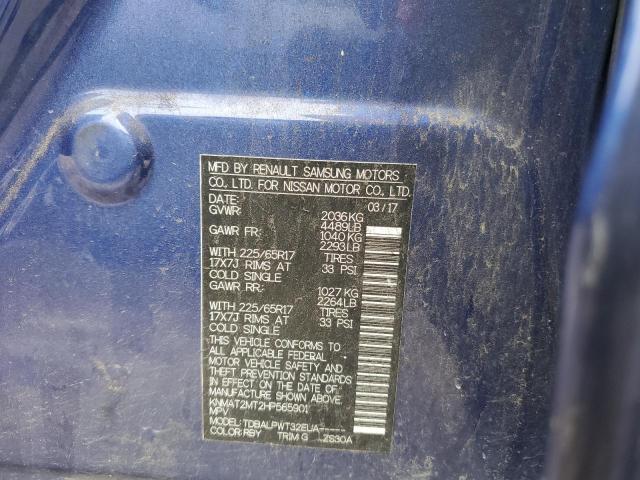 MFD BY RENAULT SAMSUNG MOTORS
CO., LTD. FOR NISSAN MOTOR CO., LTD.
DATE: 03/17
GVWR: 2036KG
4489LB
GAWR FR: 1040 KG
2293LB
WITH 225/65R17 TIRES
17X7J RIMS AT 33 PSI
COLD SINGLE
GAWR RR: 1027 KG
2264LB
WITH 225/65R17 TIRES
17X7J RIMS AT 33 PSI
COLD SINGLE
THIS VEHICLE CONFORMS TO
ALL APPLICABLE FEDERAL
MOTOR VEHICLE SAFETY AND
THEFT PREVENTION STANDARDS
IN EFFECT ON THE DATE OF
MANUFACTURE SHOWN ABOVE
KNMAT2MT2HP565901
MPV
MODEL: TDBALPWT32EUA-----
COLOR: RBY TRIM: G ZS30A